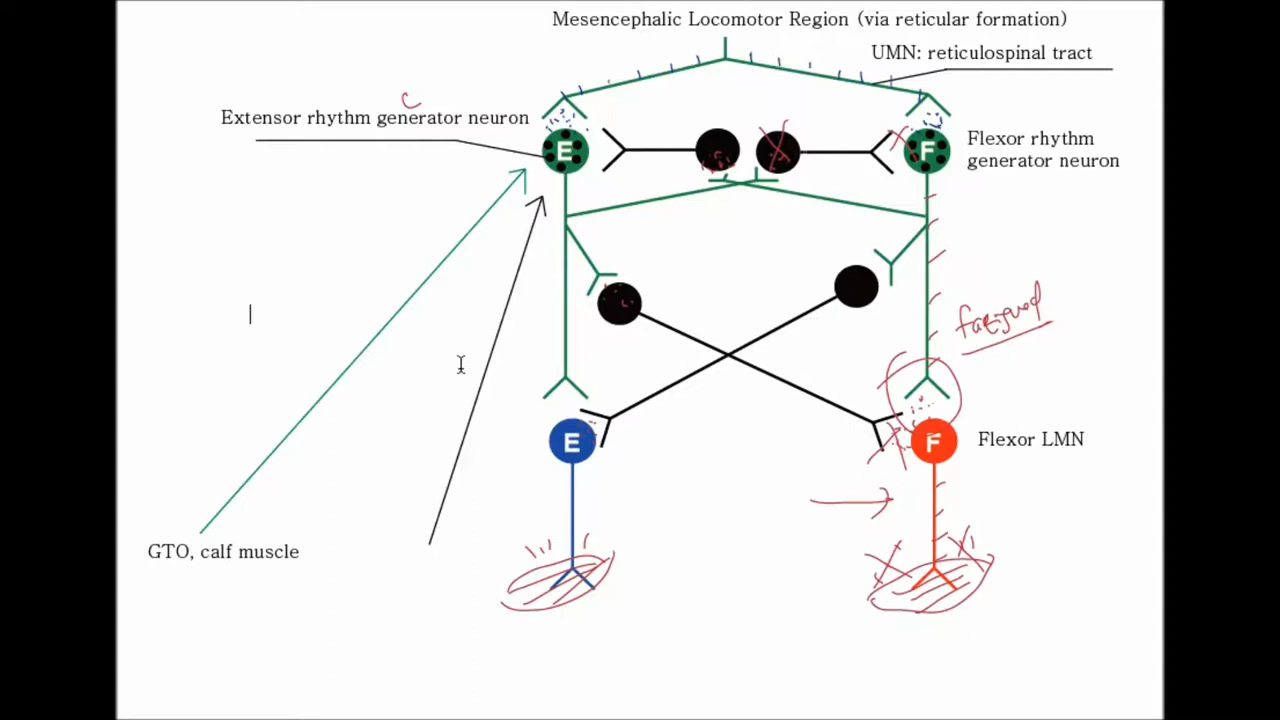 Mesencephalic Locomotor Region (via reticular formation)
UMN: reticulospinal tract
Extensor rhythm generator neuron
E
F
Flexor rhythm
generator neuron
fatigued
E
F
Flexor LMN
GTO, calf muscle